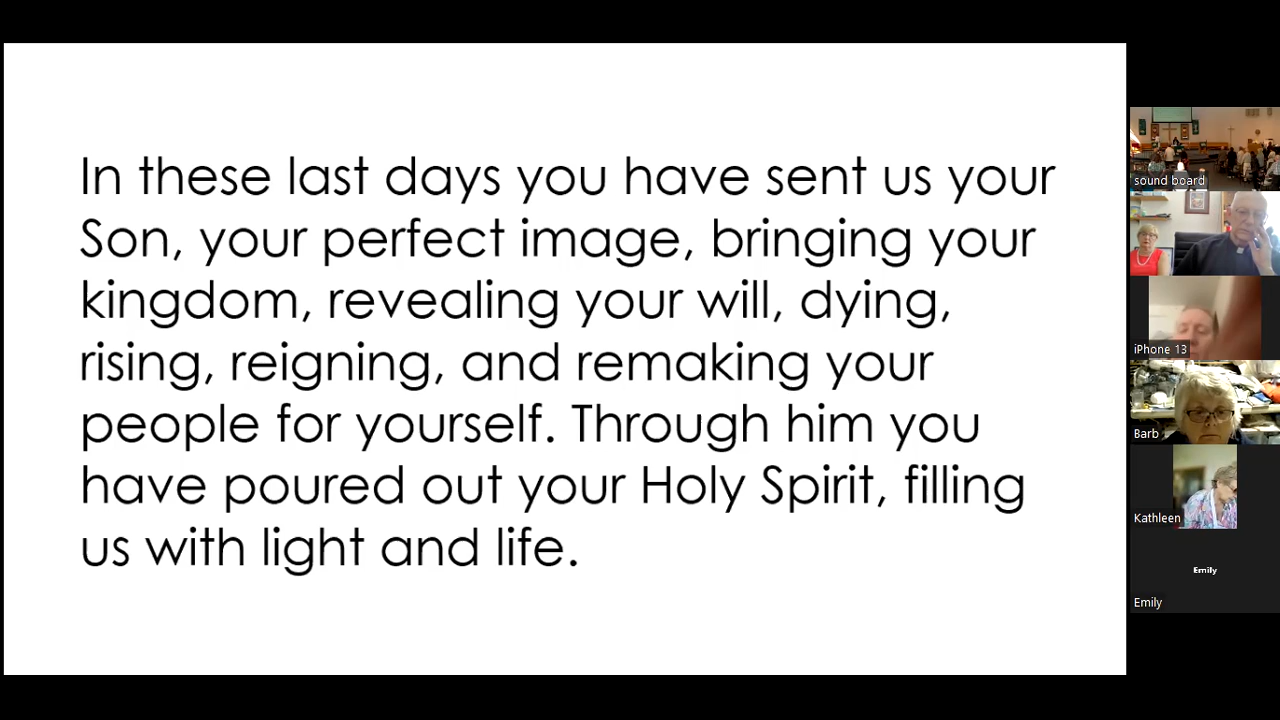 In these last days you have sent us your
Son, your perfect image, bringing your
kingdom, revealing your will, dying,
rising, reigning, and remaking your
people for yourself. Through him you
have poured out your Holy Spirit, filling
us with light and life.
sound board
iPhone 13
Barb
Kathleen
Emily
Emily